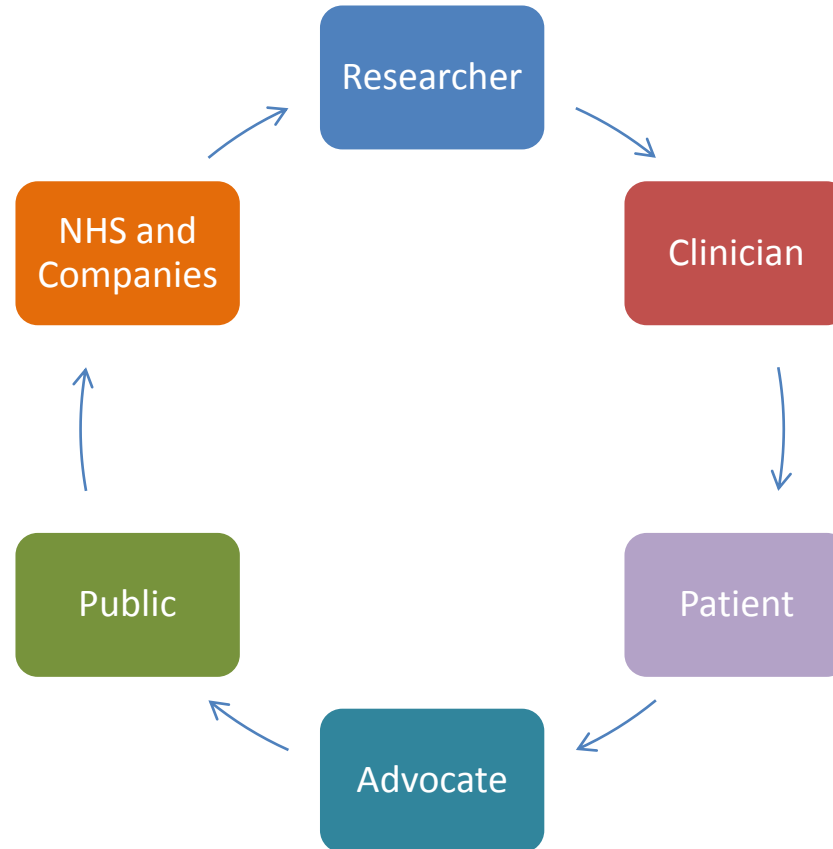 Researcher
Clinician
Patient
Advocate
Public
NHS and
Companies